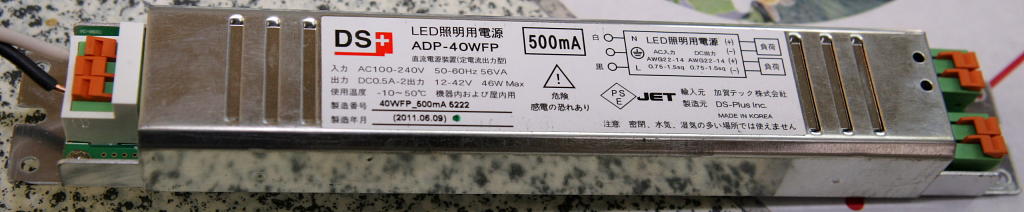 DS+
LED照明用電源
ADP-40WFP
直流電源装置(定電流出力型)
500mA
入力 AC100-240V 50-60Hz 56VA
出力 DC0.5A-2出力 12-42V 46W Max
使用温度 -10~50℃ 機器内および屋内用
製造番号 40WFP_500mA 5222
製造年月 (2011.06.09)
危険
感電の恐れあり
白 N LED照明用電源 (+) 負荷
AC入力 DC出力 (-)
AWG22-14 AWG22-14 (+) 負荷
黒 L 0.75-1.5sq 0.75-1.5sq (-)
PSE JET
輸入元 加賀テック株式会社
製造元 DS-Plus Inc.
MADE IN KOREA
注意 密閉、水気、湿気の多い場所では使えません